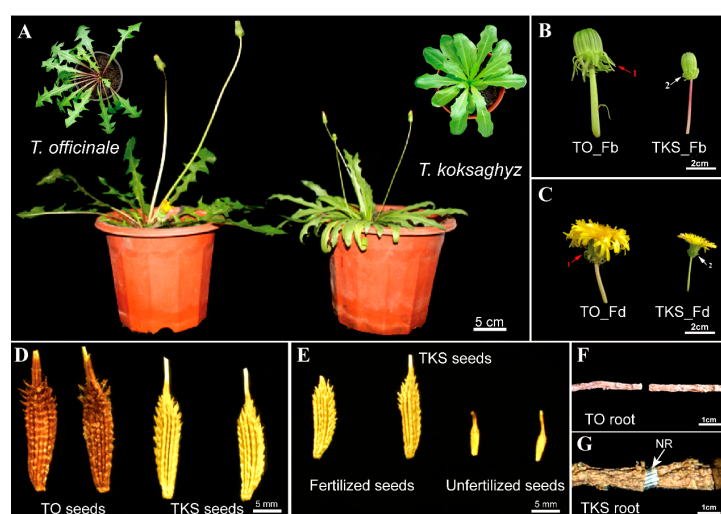 A
T. officinale
T. koksaghyz
5 cm
B
1
2
TO_Fb
TKS_Fb
2cm
C
1
2
TO_Fd
TKS_Fd
2cm
D
TO seeds
TKS seeds
5 mm
E
TKS seeds
Fertilized seeds
Unfertilized seeds
5 mm
F
TO root
1cm
G
NR
TKS root
1cm